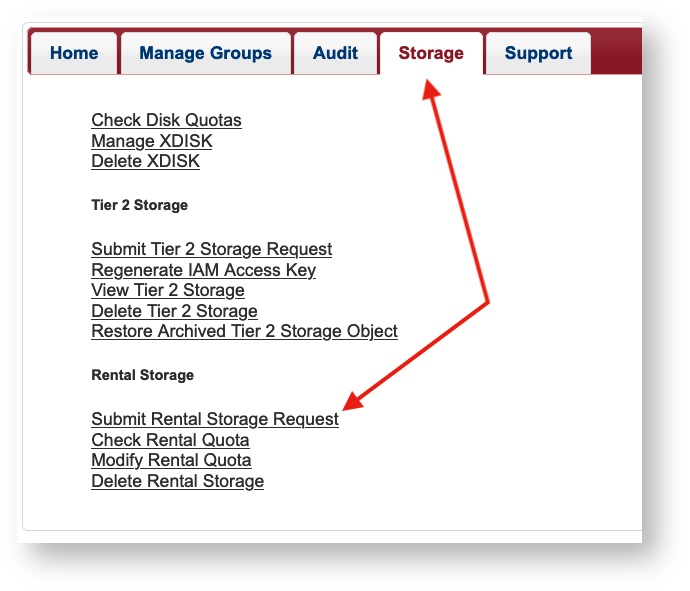 Home Manage Groups Audit Storage Support
Check Disk Quotas
Manage XDISK
Delete XDISK
Tier 2 Storage
Submit Tier 2 Storage Request
Regenerate IAM Access Key
View Tier 2 Storage
Delete Tier 2 Storage
Restore Archived Tier 2 Storage Object
Rental Storage
Submit Rental Storage Request
Check Rental Quota
Modify Rental Quota
Delete Rental Storage